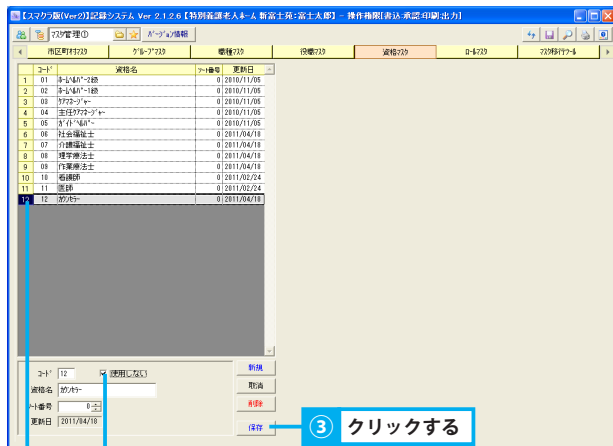 【スマクラ版(Ver2)】記録システム Ver 2.1.2.6 【特別養護老人ホーム 新富士苑:富士太郎】 - 操作権限[書込:承認:印刷:出力]
マスタ管理① バージョン情報
市区町村マスタ グループマスタ 職種マスタ 役職マスタ 資格マスタ ロールマスタ マスタ移行ツール
コード 資格名 ソート番号 更新日
1 01 ホームヘルパー2級 0 2010/11/05
2 02 ホームヘルパー1級 0 2010/11/05
3 03 ケアマネージャー 0 2010/11/05
4 04 主任ケアマネージャー 0 2010/11/05
5 05 ガイドヘルパー 0 2010/11/05
6 06 社会福祉士 0 2011/04/18
7 07 介護福祉士 0 2011/04/18
8 08 理学療法士 0 2011/04/18
9 09 作業療法士 0 2011/04/18
10 10 看護師 0 2011/02/24
11 11 医師 0 2011/02/24
12 12 カウンセラー 0 2011/04/18
コード 12 使用しない 新規
資格名 カウンセラー 取消
ソート番号 0 削除
更新日 2011/04/18 保存
③ クリックする